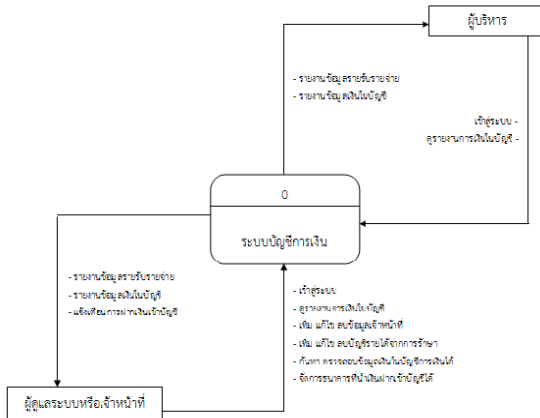 ผู้บริหาร
- รายงานข้อมูลรายรับรายจ่าย
- รายงานข้อมูลเงินในบัญชี
เข้าสู่ระบบ -
ดูรายงานการเงินในบัญชี -
0
ระบบบัญชีการเงิน
- รายงานข้อมูลรายรับรายจ่าย
- รายงานข้อมูลเงินในบัญชี
- แจ้งเตือนการฝากเงินเข้าบัญชี
- เข้าสู่ระบบ
- ดูรายงานการเงินในบัญชี
- เพิ่ม แก้ไข ลบข้อมูลเจ้าหน้าที่
- เพิ่ม แก้ไข ลบบัญชีรายได้จากการรักษา
- ค้นหา ตรวจสอบข้อมูลเงินในบัญชีการเงินได้
- จัดการธนาคารที่นำเงินฝากเข้าบัญชีได้
ผู้ดูแลระบบหรือเจ้าหน้าที่